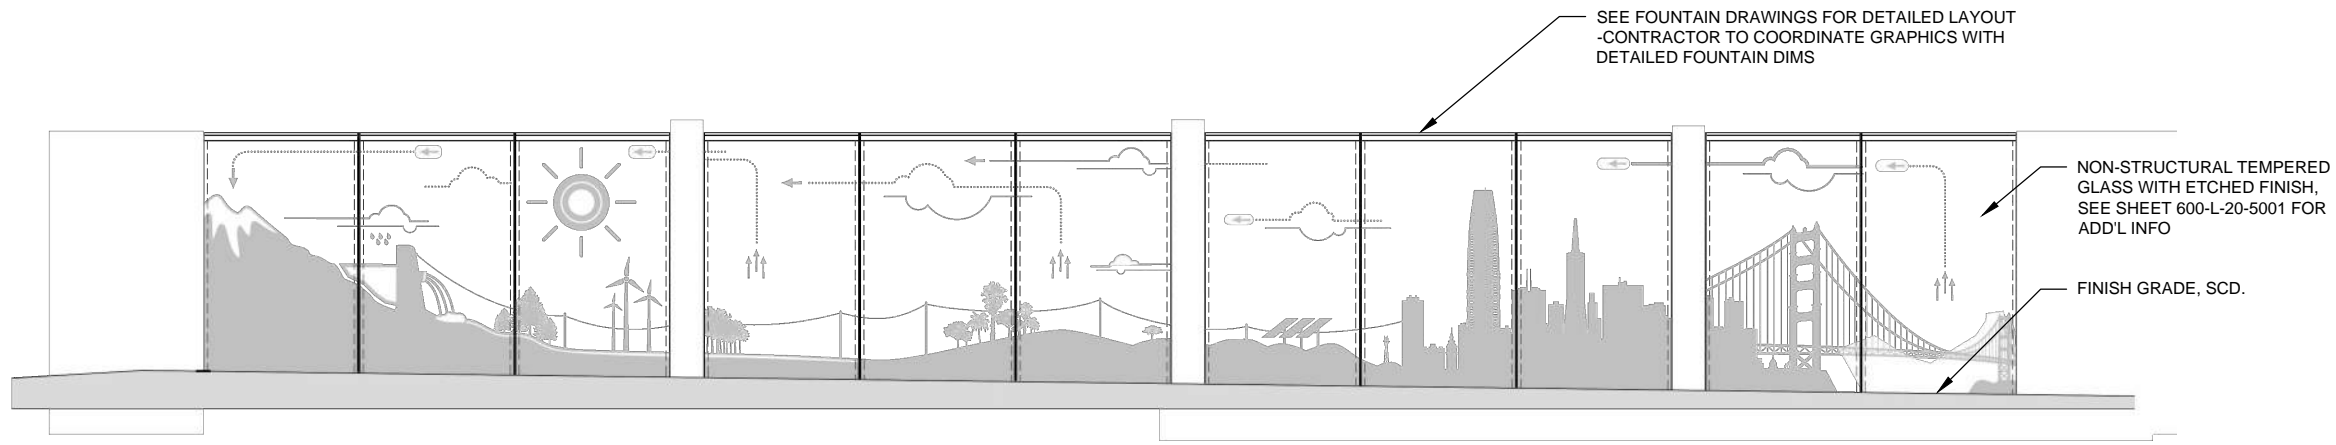 SEE FOUNTAIN DRAWINGS FOR DETAILED LAYOUT
-CONTRACTOR TO COORDINATE GRAPHICS WITH
DETAILED FOUNTAIN DIMS
NON-STRUCTURAL TEMPERED
GLASS WITH ETCHED FINISH,
SEE SHEET 600-L-20-5001 FOR
ADD'L INFO
FINISH GRADE, SCD.